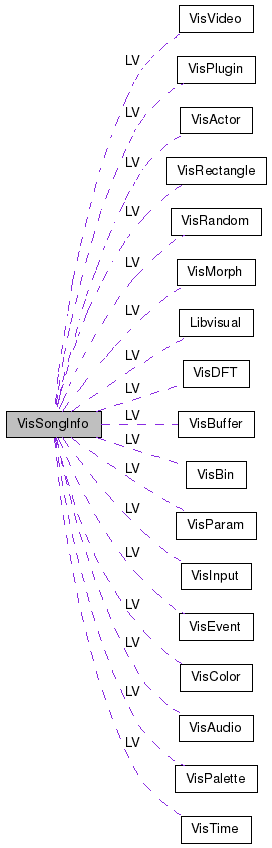 VisVideo
LV
VisPlugin
LV
VisActor
LV
VisRectangle
LV
VisRandom
LV
VisMorph
LV
Libvisual
LV
VisDFT
LV
VisSongInfo
LV
VisBuffer
LV
VisBin
LV
VisParam
LV
VisInput
LV
VisEvent
LV
VisColor
LV
VisAudio
LV
VisPalette
LV
VisTime